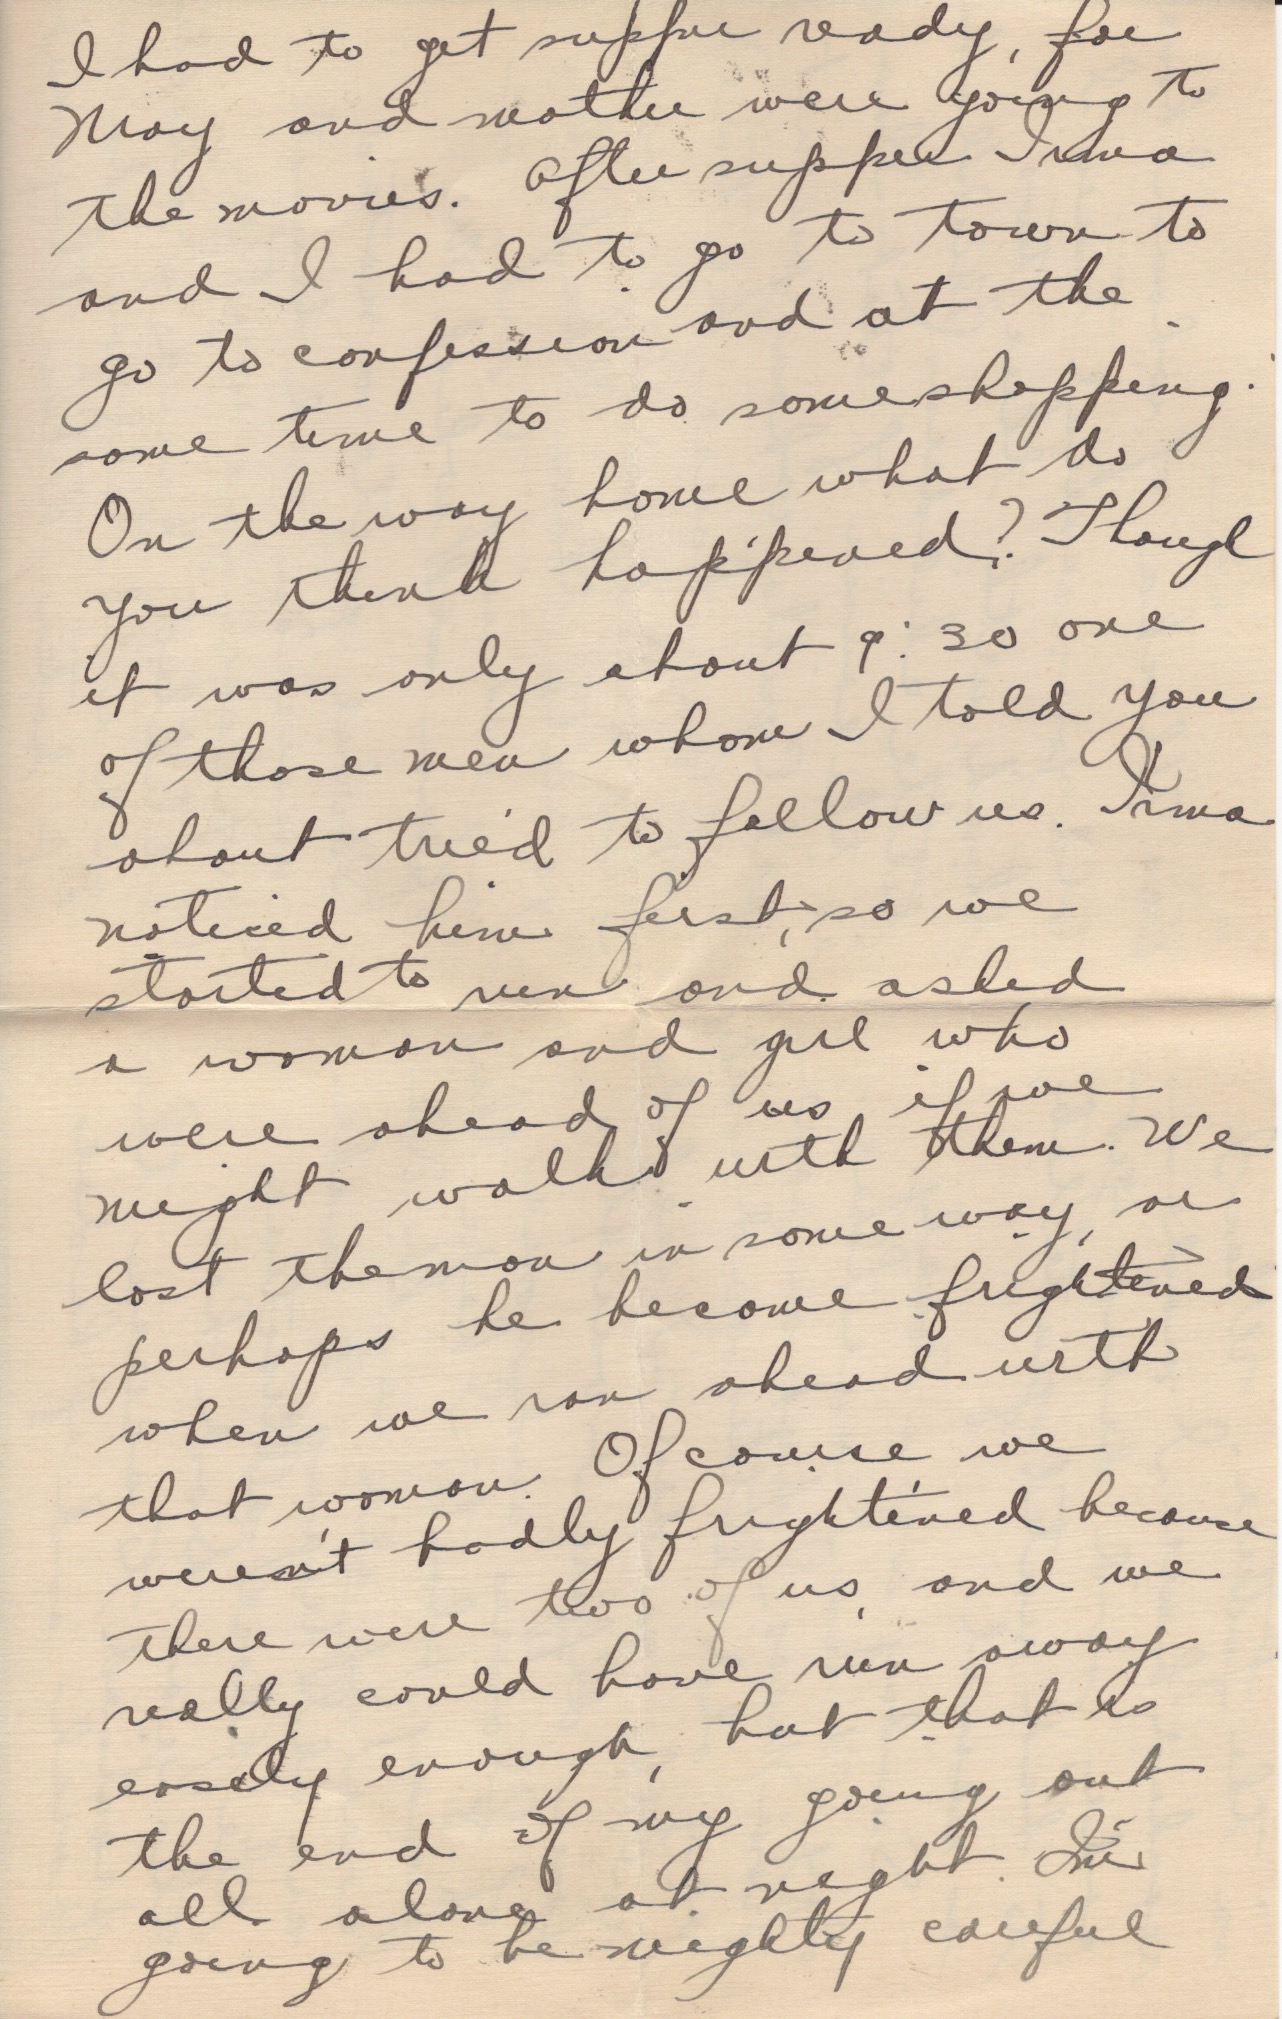 I had to get supper ready, for
May and mother were going to
the movies. After supper Irma
and I had to go to town to
go to confession and at the
same time to do some shopping.
On the way home what do
you think happened? Though
it was only about 9:30 one
of those men whom I told you
about tried to follow us. Irma
noticed him first, so we
started to run and asked
a woman and girl who
were ahead of us if we
might walk with them. We
lost the man in some way, or
perhaps he became frightened
when we ran ahead with
that woman. Of course we
weren't badly frightened because
there were two of us, and we
really could have run away
easily enough, but that is
the end of my going out
all alone at night. I'm
going to be mighty careful